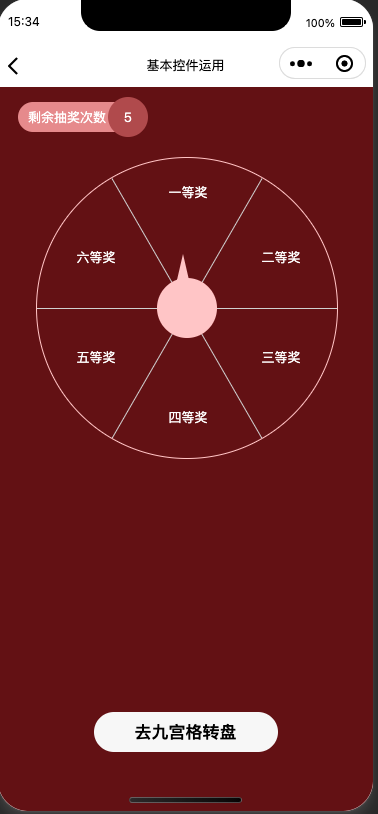 15:34
100%
基本控件运用
剩余抽奖次数 5
一等奖
六等奖
二等奖
五等奖
三等奖
四等奖
去九宫格转盘